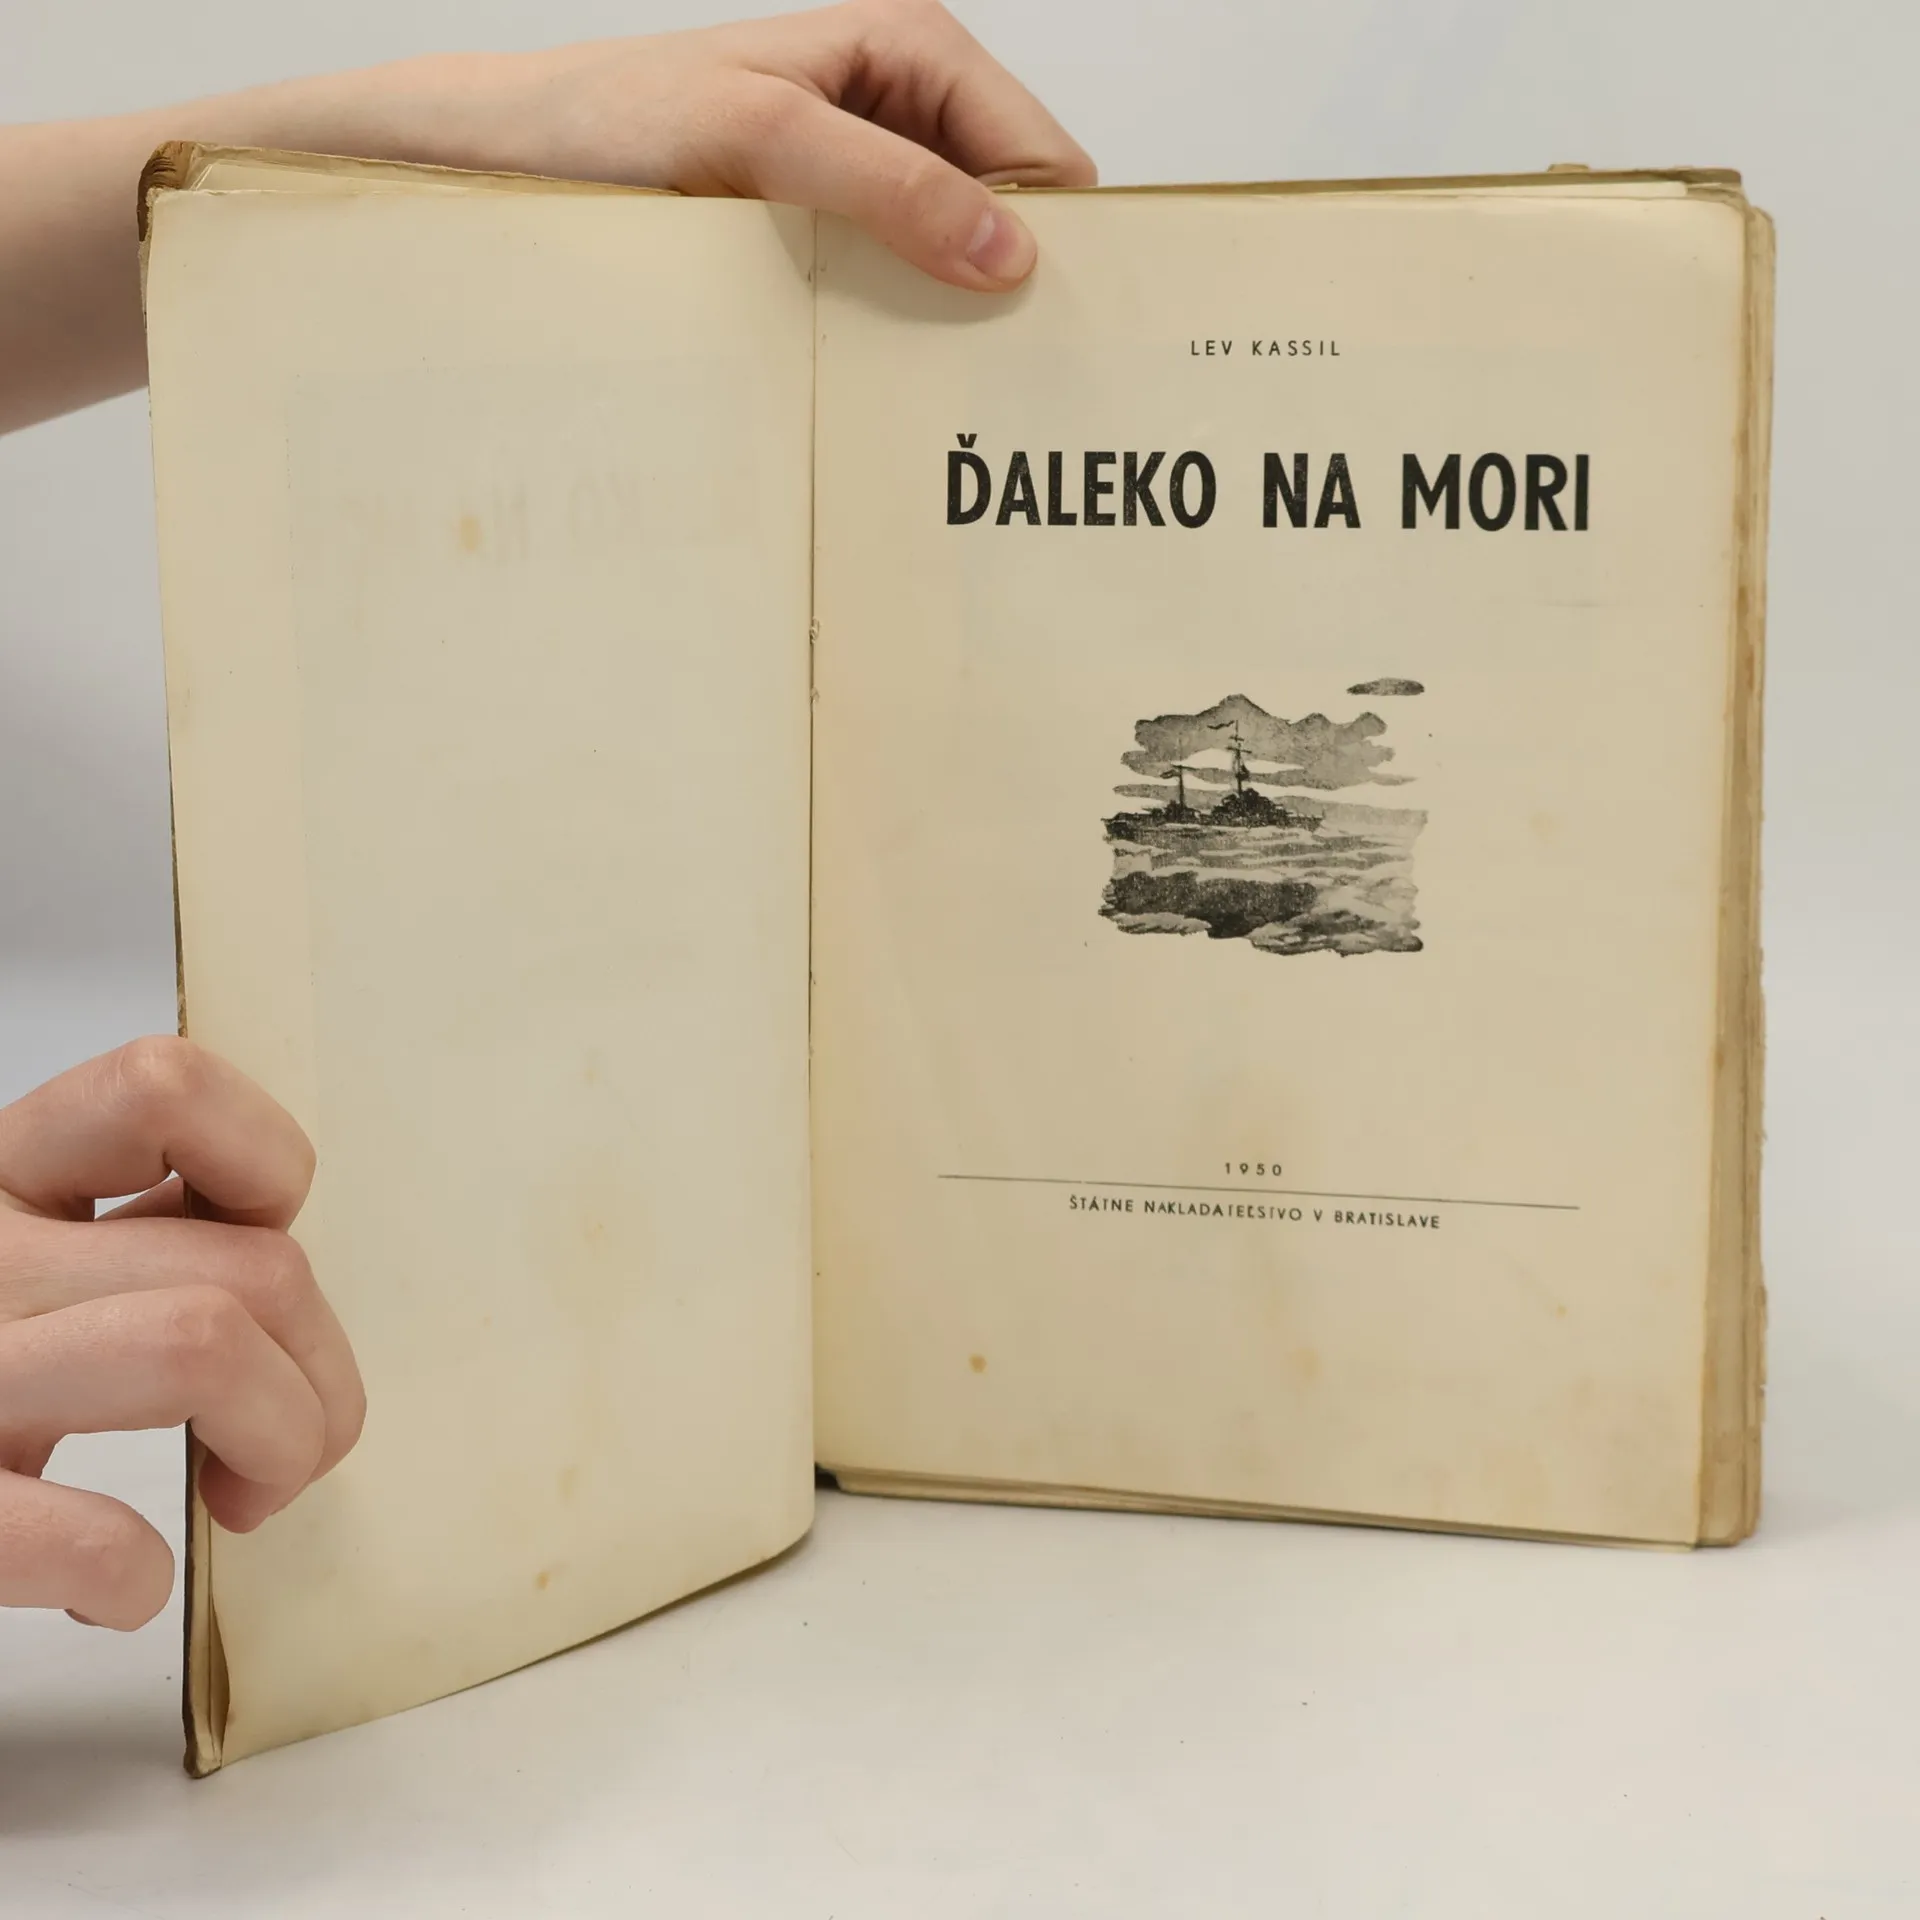 LEV KASSIL
ĎALEKO NA MORI
1950
ŠTÁTNE NAKLADATEĽSTVO V BRATISLAVE